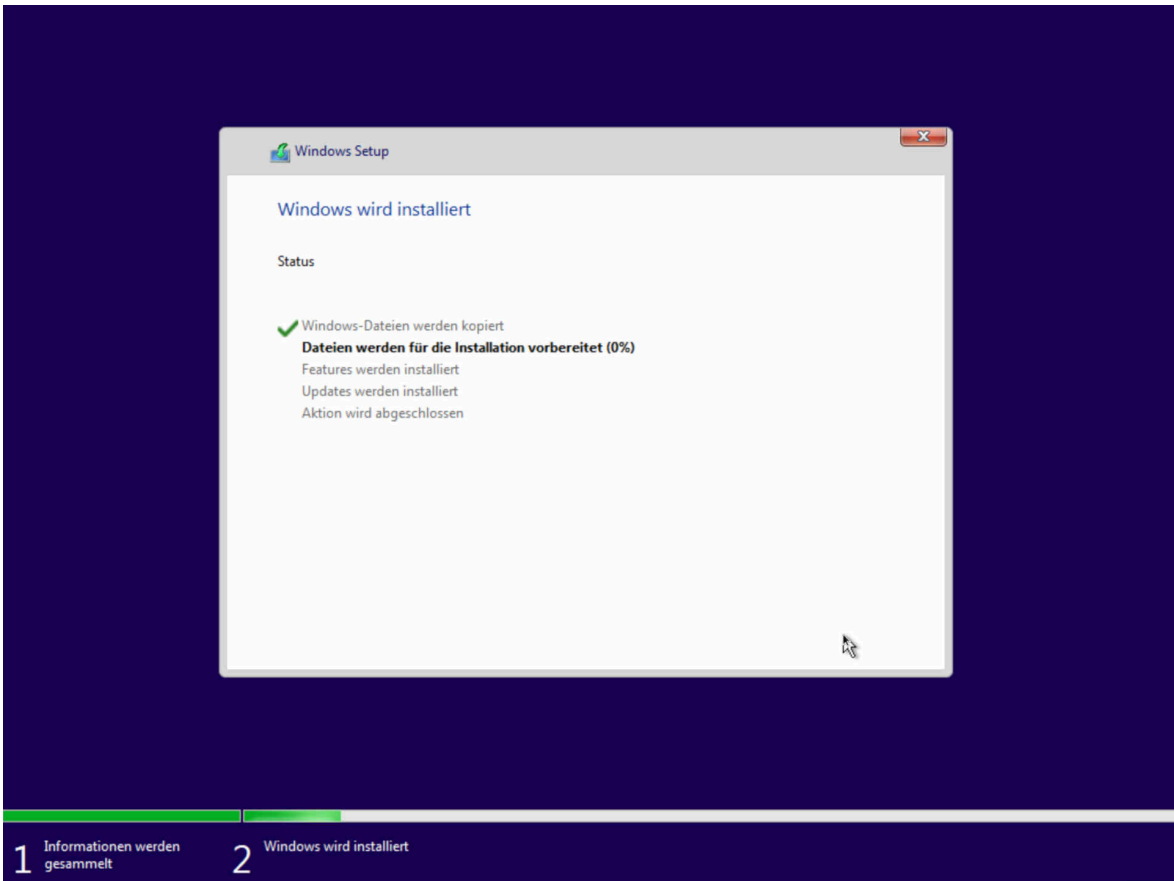 Windows Setup
Windows wird installiert
Status
Windows-Dateien werden kopiert
Dateien werden für die Installation vorbereitet (0%)
Features werden installiert
Updates werden installiert
Aktion wird abgeschlossen
1 Informationen werden
gesammelt
2 Windows wird installiert